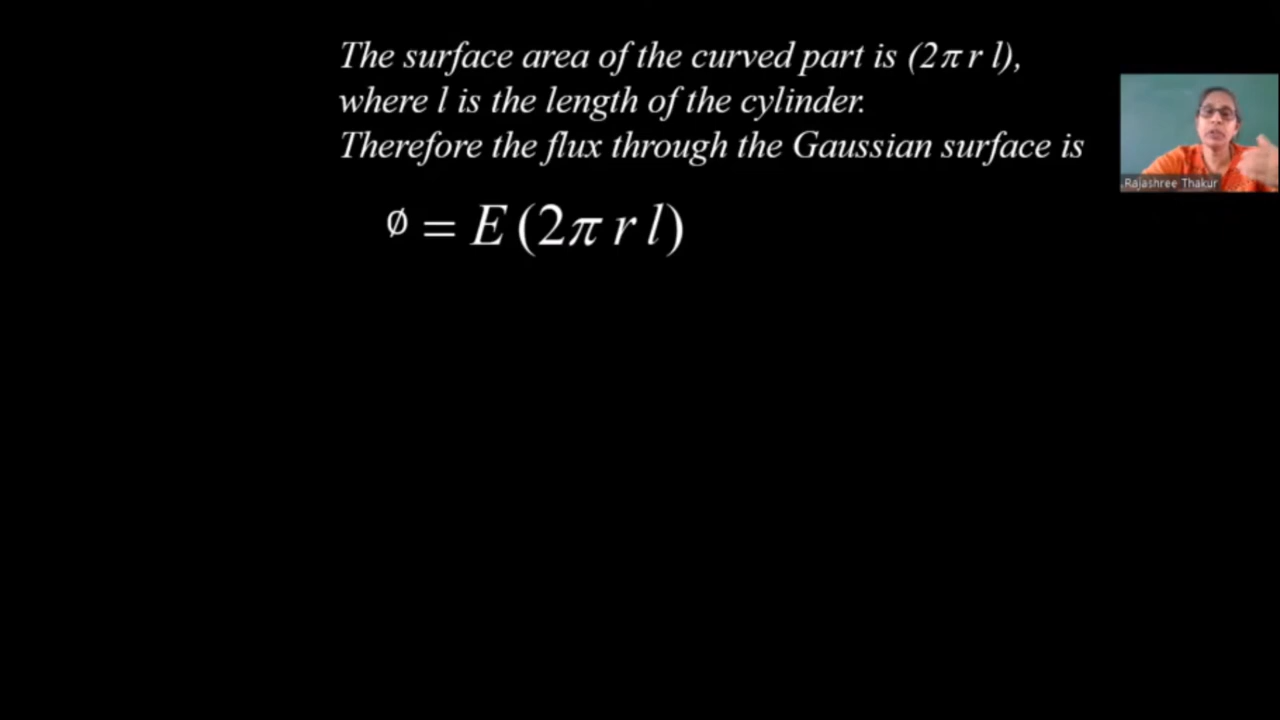 The surface area of the curved part is (2π r l),
where l is the length of the cylinder.
Therefore the flux through the Gaussian surface is
∅ = E (2π r l)
Rajashree Thakur